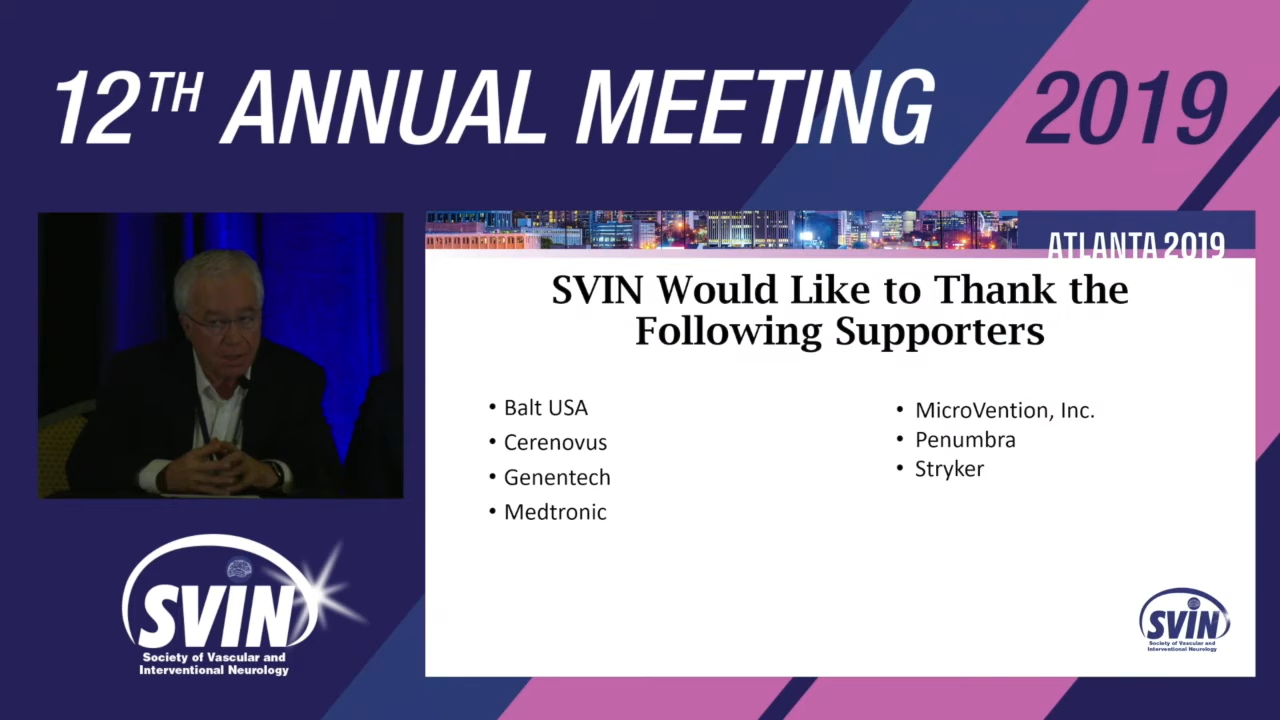 12TH ANNUAL MEETING 2019
ATLANTA 2019
SVIN Would Like to Thank the
Following Supporters
• Balt USA
• Cerenovus
• Genentech
• Medtronic
• MicroVention, Inc.
• Penumbra
• Stryker
SVIN
Society of Vascular and
Interventional Neurology
SVIN
Society of Vascular and
Interventional Neurology